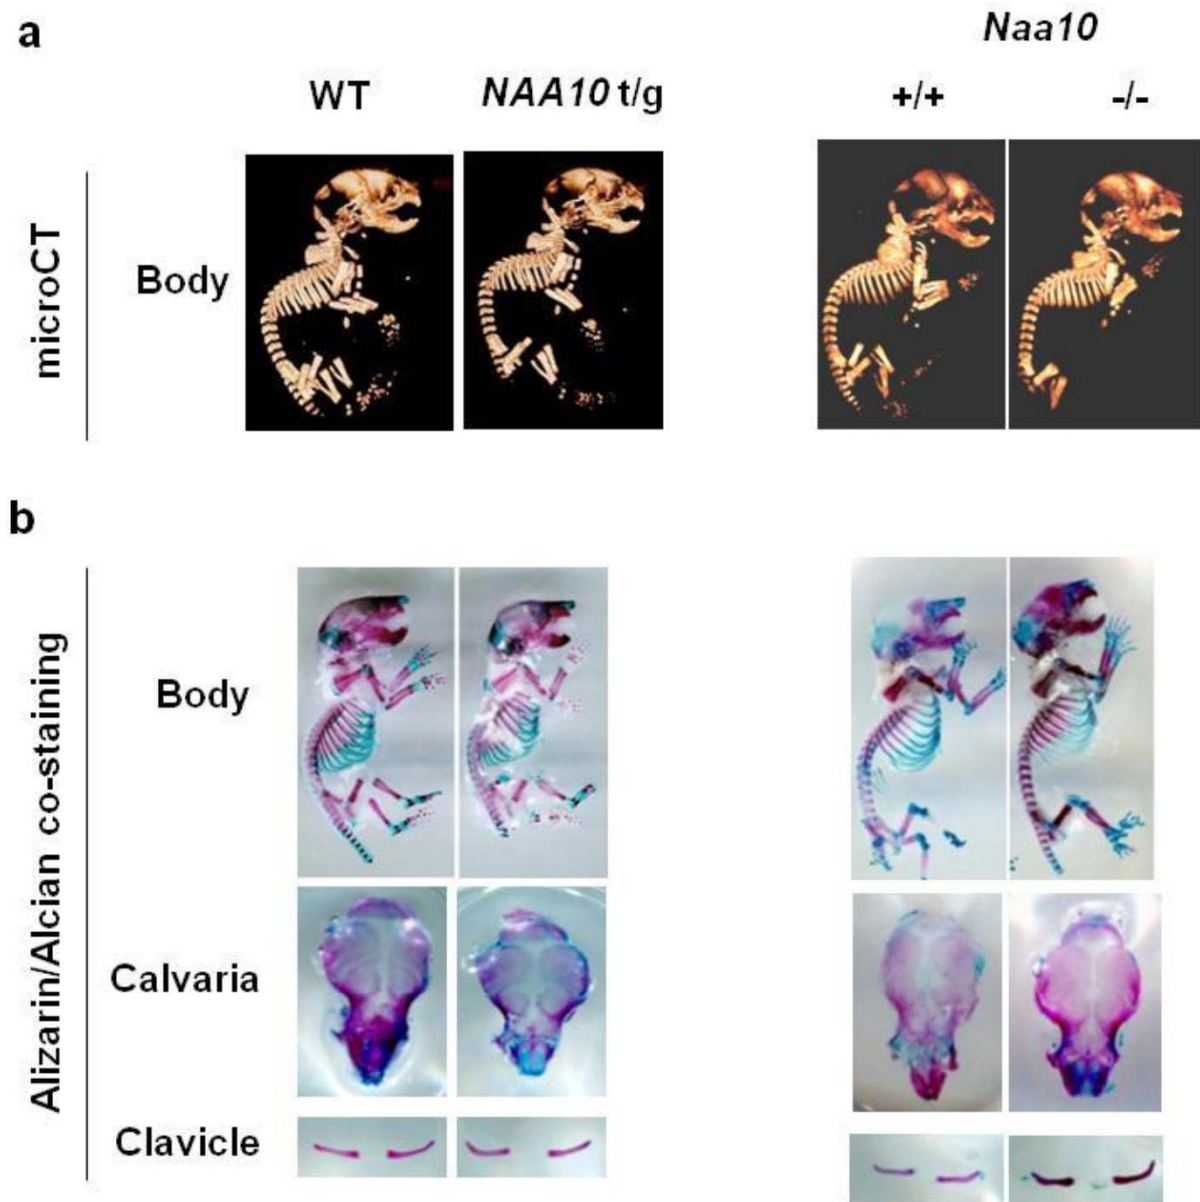 a
Naa10
WT NAA10 t/g +/+ -/-
microCT
Body
b
Alizarin/Alcian co-staining
Body
Calvaria
Clavicle